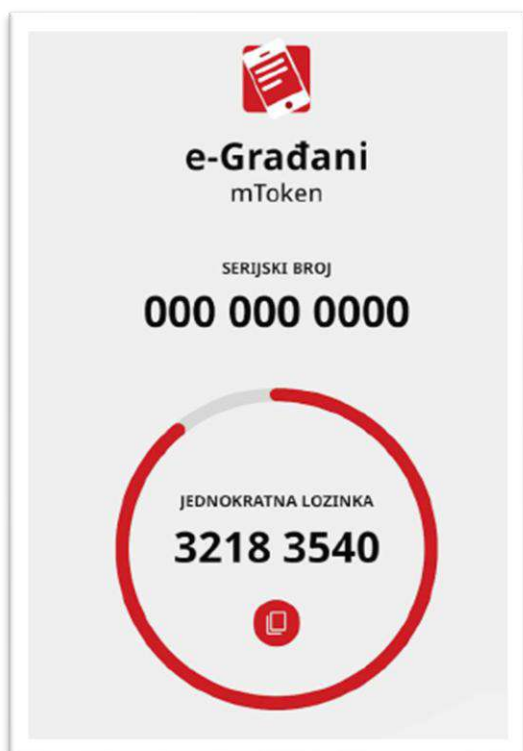 e-Građani
mToken
SERIJSKI BROJ
000 000 0000
JEDNOKRATNA LOZINKA
3218 3540